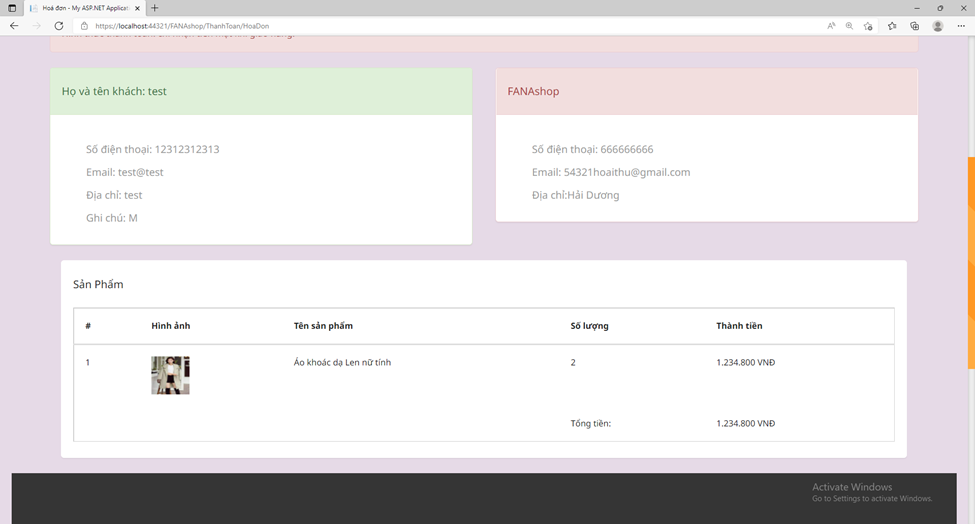 Hoá đơn - My ASP.NET Applicati
https://localhost:44321/FANAshop/ThanhToan/HoaDon
Họ và tên khách: test
Số điện thoại: 12312312313
Email: test@test
Địa chỉ: test
Ghi chú: M
FANAshop
Số điện thoại: 666666666
Email: 54321hoaithu@gmail.com
Địa chỉ:Hải Dương
Sản Phẩm
# Hình ảnh Tên sản phẩm Số lượng Thành tiền
1 Áo khoác dạ Len nữ tính 2 1.234.800 VNĐ
Tổng tiền: 1.234.800 VNĐ
Activate Windows
Go to Settings to activate Windows.